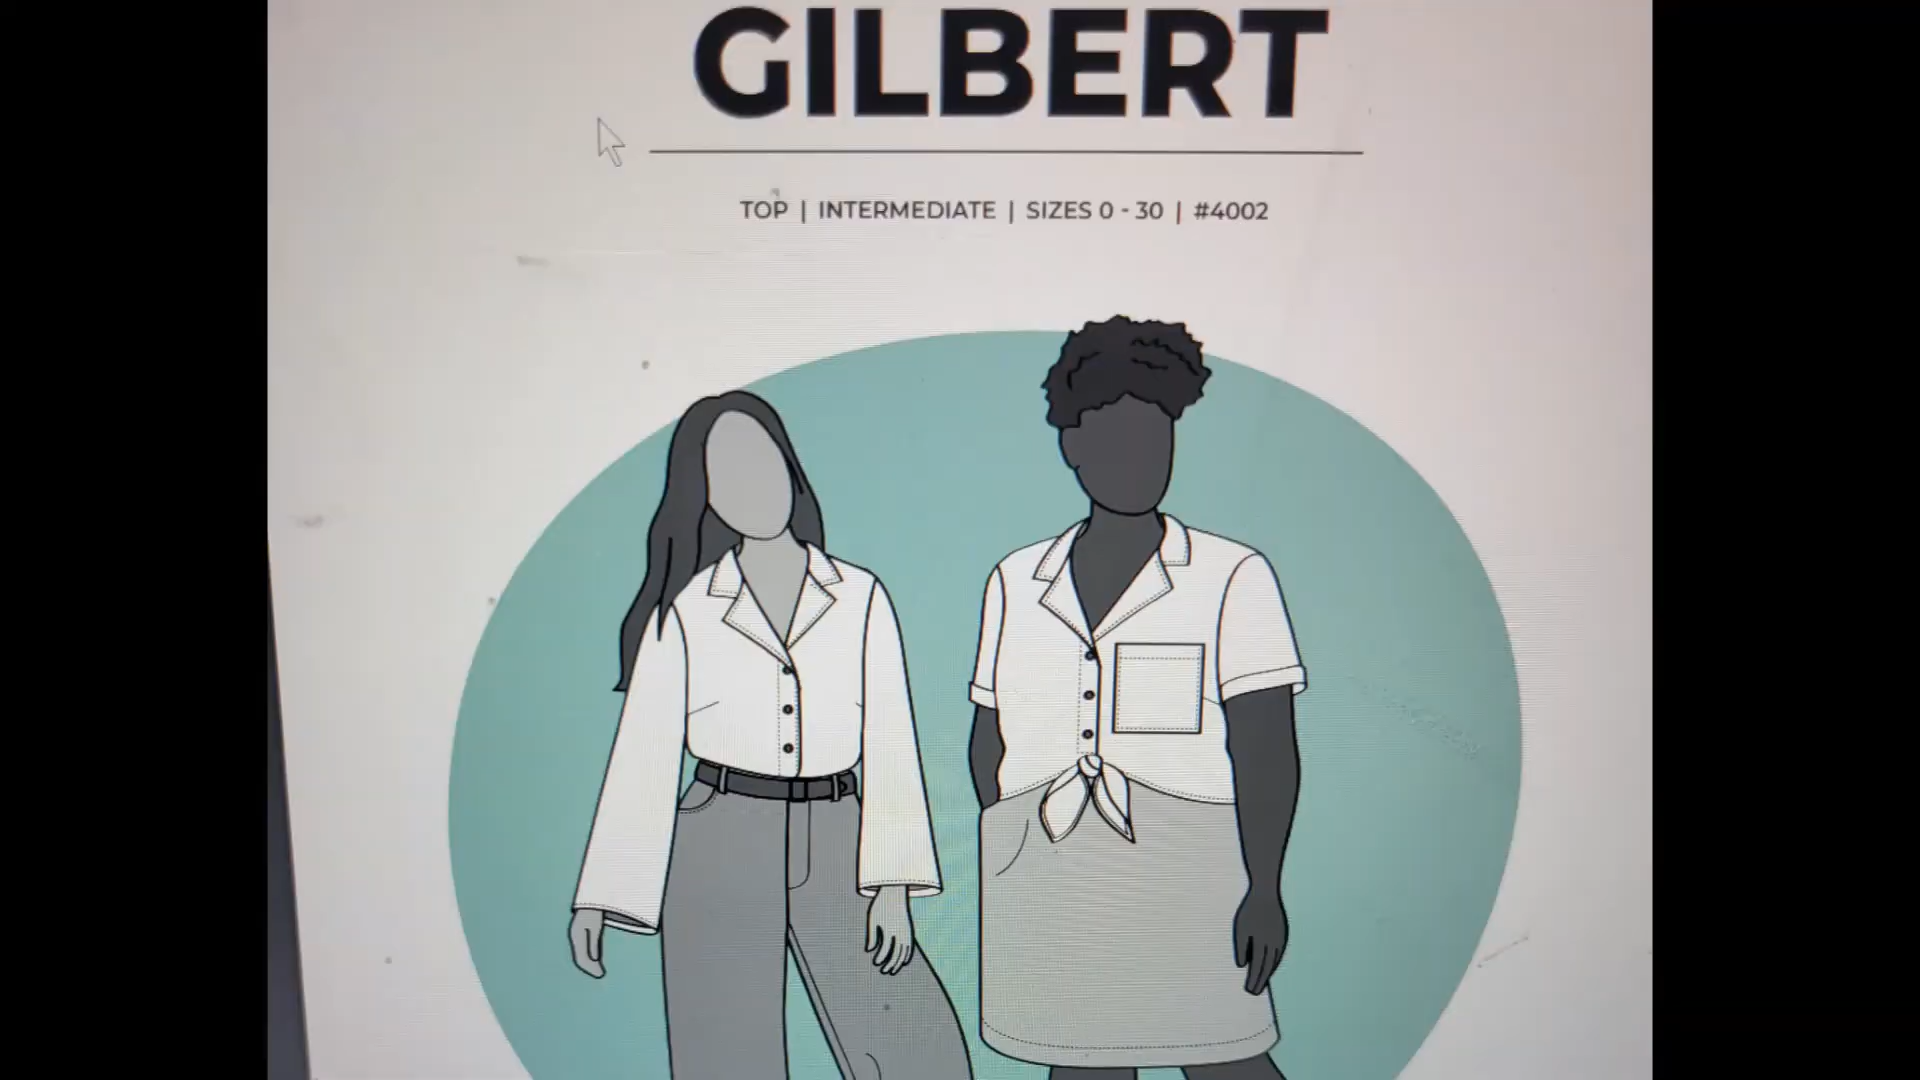 GILBERT
TOP | INTERMEDIATE | SIZES 0 - 30 | #4002